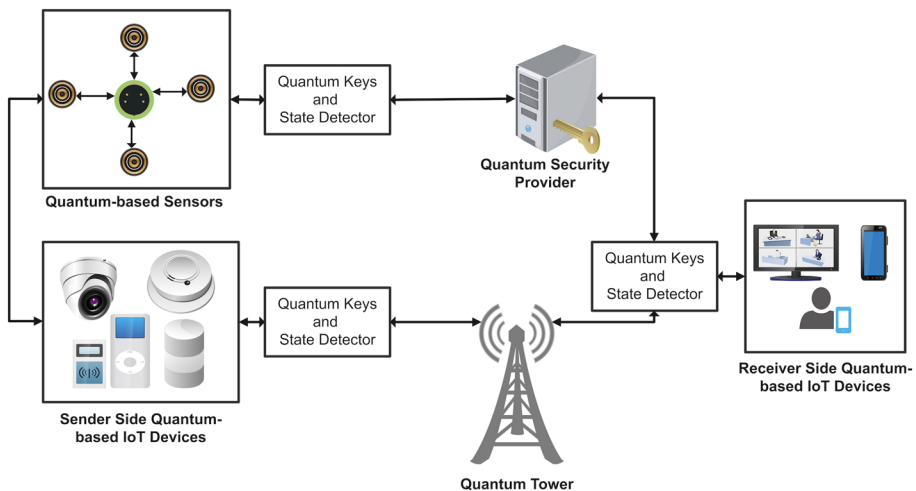 Quantum Keys
and
State Detector
Quantum-based Sensors
Quantum Security
Provider
Quantum Keys
and
State Detector
Quantum Keys
and
State Detector
Sender Side Quantum-
based IoT Devices
Receiver Side Quantum-
based IoT Devices
Quantum Tower